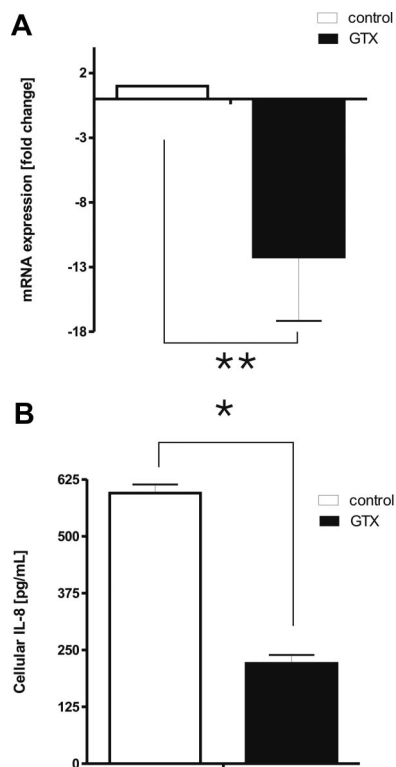 A
control
GTX
mRNA expression [fold change]
2
-3
-8
-13
-18
**
B
*
control
GTX
Cellular IL-8 [pg/mL]
625
500
375
250
125
0